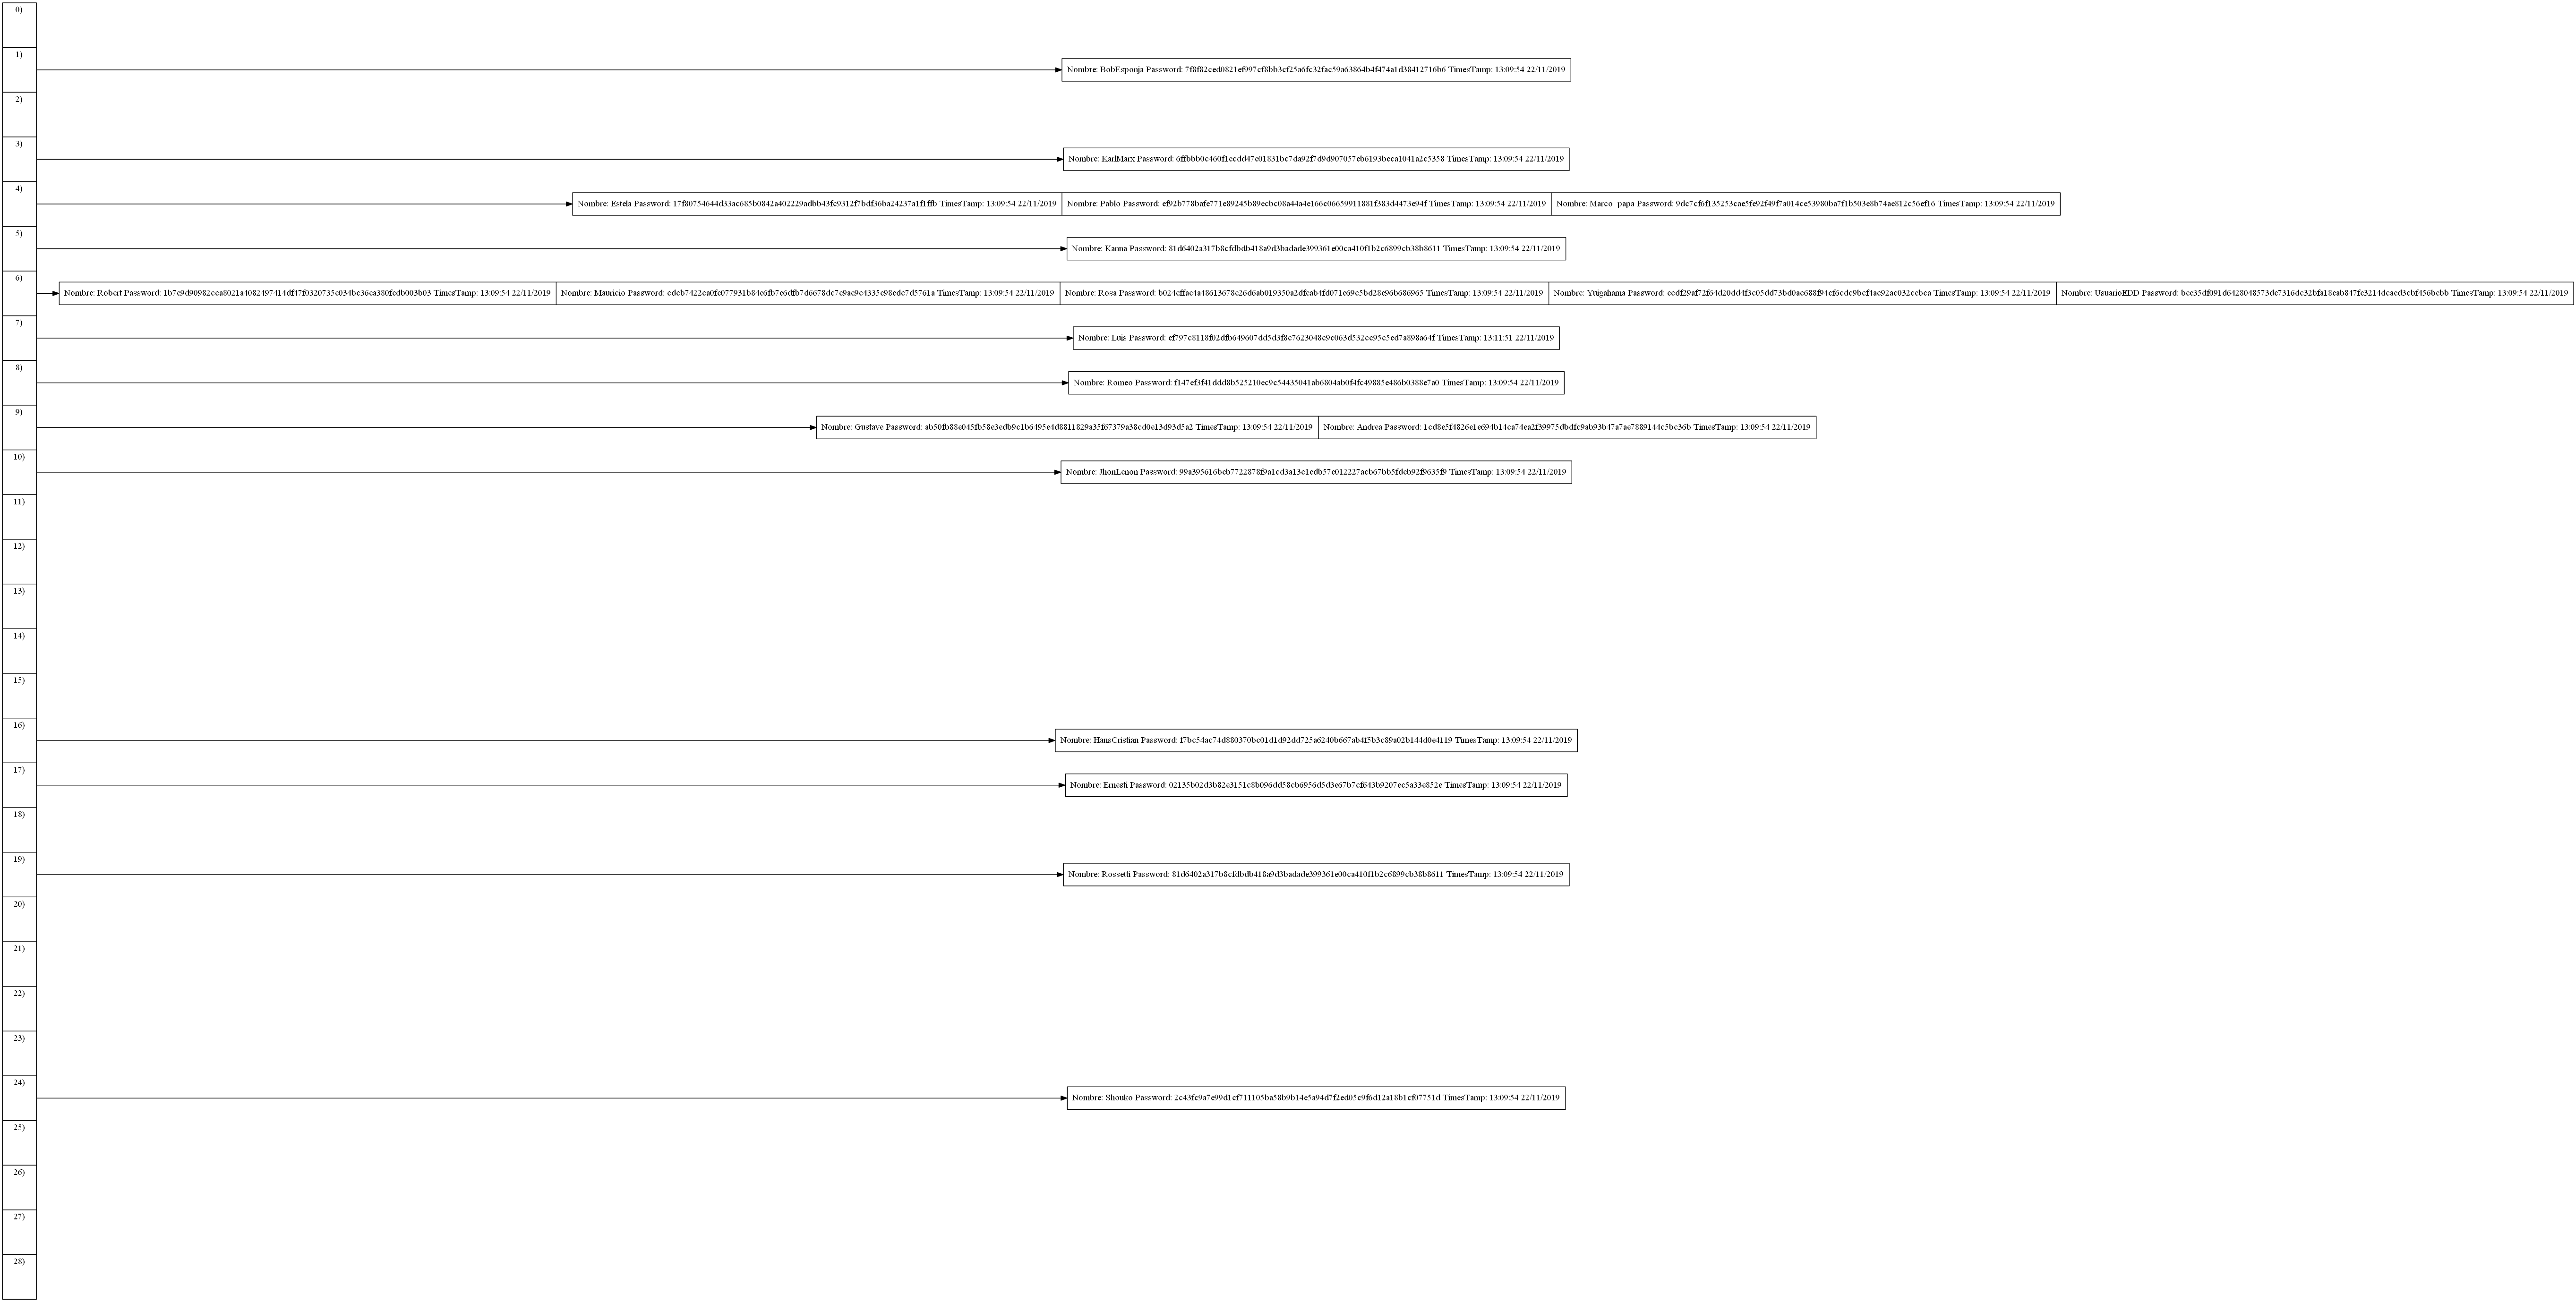 0)
1)
Nombre: BobEsponja Password: 7f8f82ced0821ef997cf8bb3cf25a6fc32fac59a63864b4f474a1d38412716b6 TimesTamp: 13:09:54 22/11/2019
2)
3)
Nombre: KarlMarx Password: 6ffbbb0c460f1ecdd47e01831bc7da92f7d9d907057eb6193beca1041a2c5358 TimesTamp: 13:09:54 22/11/2019
4)
Nombre: Estela Password: 17f80754644d33ac685b0842a402229adbb43fc9312f7bdf36ba24237a1f1ffb TimesTamp: 13:09:54 22/11/2019 Nombre: Pablo Password: ef92b778bafe771e89245b89ecbc08a44a4e166c06659911881f383d4473e94f TimesTamp: 13:09:54 22/11/2019 Nombre: Marco_papa Password: 9dc7cf6f135253cae5fe92f49f7a014ce53980ba7f1b503e8b74ae812c56ef16 TimesTamp: 13:09:54 22/11/2019
5)
Nombre: Kanna Password: 81d6402a317b8cfdbdb418a9d3badade399361e00ca410f1b2c6899cb38b8611 TimesTamp: 13:09:54 22/11/2019
6)
Nombre: Robert Password: 1b7e9d90982cca8021a4082497414df47f0320735e034bc36ea380fedb003b03 TimesTamp: 13:09:54 22/11/2019 Nombre: Mauricio Password: cdcb7422ca0fe077931b84e6fb7e6dfb7d6678dc7e9ae9c4335e98edc7d5761a TimesTamp: 13:09:54 22/11/2019 Nombre: Rosa Password: b024effae4a48613678e26d6ab019350a2dfeab4fd071e69c5bd28e96b686965 TimesTamp: 13:09:54 22/11/2019 Nombre: Yuigahama Password: ecdf29af72f64d20dd4f3c05dd73bd0ac688f94cf6cdc9bcf4ac92ac032cebca TimesTamp: 13:09:54 22/11/2019 Nombre: UsuarioEDD Password: bee35df091d6428048573de7316dc32bfa18eab847fe3214dcaed3cbf456bebb TimesTamp: 13:09:54 22/11/2019
7)
Nombre: Luis Password: ef797c8118f02dfb649607dd5d3f8c7623048c9c063d532cc95c5ed7a898a64f TimesTamp: 13:11:51 22/11/2019
8)
Nombre: Romeo Password: f147ef3f41ddd8b525210ec9c54435041ab6804ab0f4fc49885e486b0388e7a0 TimesTamp: 13:09:54 22/11/2019
9)
Nombre: Gustave Password: ab50fb88e045fb58e3edb9c1b6495e4d8811829a35f67379a38cd0e13d93d5a2 TimesTamp: 13:09:54 22/11/2019 Nombre: Andrea Password: 1cd8e5f4826e1e694b14ca74ea2f39975dbdfc9ab93b47a7ae7889144c5bc36b TimesTamp: 13:09:54 22/11/2019
10)
Nombre: JhonLenon Password: 99a395616beb7722878f9a1cd3a13c1edb57e012227acb67bb5fdeb92f9635f9 TimesTamp: 13:09:54 22/11/2019
11)
12)
13)
14)
15)
16)
Nombre: HansCristian Password: f7bc54ac74d880370bc01d1d92dd725a6240b667ab4f5b3c89a02b144d0e4119 TimesTamp: 13:09:54 22/11/2019
17)
Nombre: Ernesti Password: 02135b02d3b82e3151c8b096dd58cb6956d5d3e67b7cf643b9207ec5a33e852e TimesTamp: 13:09:54 22/11/2019
18)
19)
Nombre: Rossetti Password: 81d6402a317b8cfdbdb418a9d3badade399361e00ca410f1b2c6899cb38b8611 TimesTamp: 13:09:54 22/11/2019
20)
21)
22)
23)
24)
Nombre: Shouko Password: 2c43fc9a7e99d1cf711105ba58b9b14e5a94d7f2ed05c9f6d12a18b1cf07751d TimesTamp: 13:09:54 22/11/2019
25)
26)
27)
28)